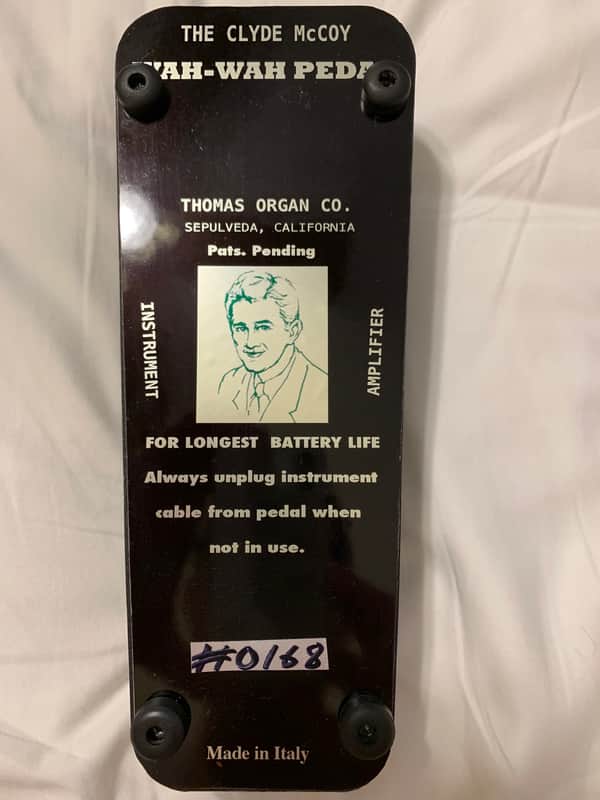 THE CLYDE McCOY
WAH-WAH PEDA
THOMAS ORGAN CO.
SEPULVEDA, CALIFORNIA
Pats. Pending
INSTRUMENT
AMPLIFIER
FOR LONGEST BATTERY LIFE
Always unplug instrument
cable from pedal when
not in use.
#0168
Made in Italy